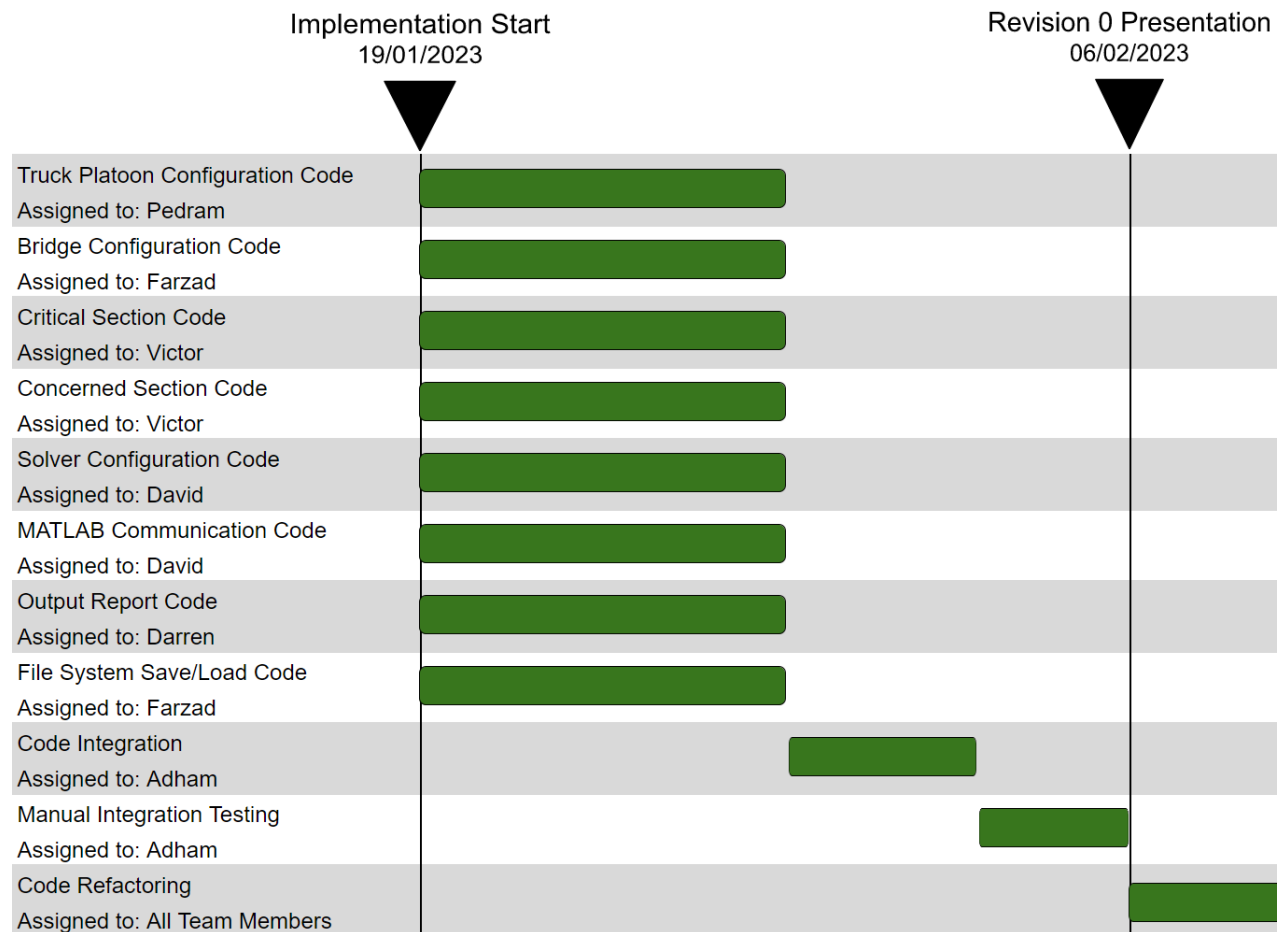 Implementation Start
19/01/2023
Revision 0 Presentation
06/02/2023
Truck Platoon Configuration Code
Assigned to: Pedram
Bridge Configuration Code
Assigned to: Farzad
Critical Section Code
Assigned to: Victor
Concerned Section Code
Assigned to: Victor
Solver Configuration Code
Assigned to: David
MATLAB Communication Code
Assigned to: David
Output Report Code
Assigned to: Darren
File System Save/Load Code
Assigned to: Farzad
Code Integration
Assigned to: Adham
Manual Integration Testing
Assigned to: Adham
Code Refactoring
Assigned to: All Team Members